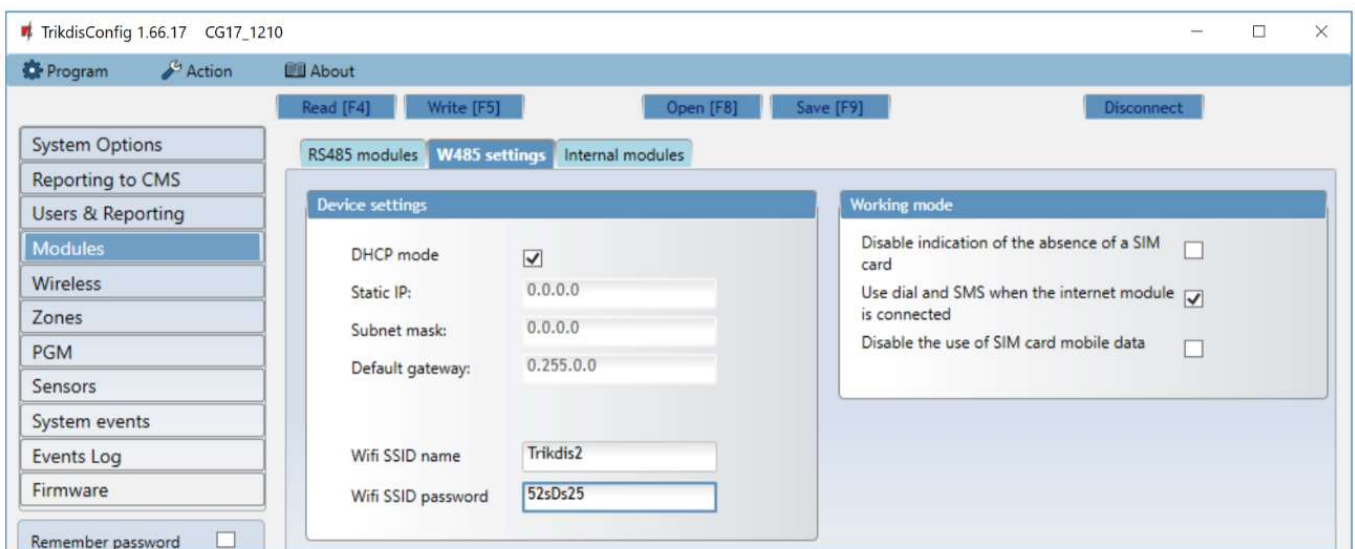 TrikdisConfig 1.66.17 CG17_1210
Program Action About
Read [F4] Write [F5] Open [F8] Save [F9] Disconnect
System Options
Reporting to CMS
Users & Reporting
Modules
Wireless
Zones
PGM
Sensors
System events
Events Log
Firmware
Remember password
RS485 modules W485 settings Internal modules
Device settings
DHCP mode
Static IP: 0.0.0.0
Subnet mask: 0.0.0.0
Default gateway: 0.255.0.0
Wifi SSID name Trikdis2
Wifi SSID password 52sDs25
Working mode
Disable indication of the absence of a SIM
card
Use dial and SMS when the internet module
is connected
Disable the use of SIM card mobile data